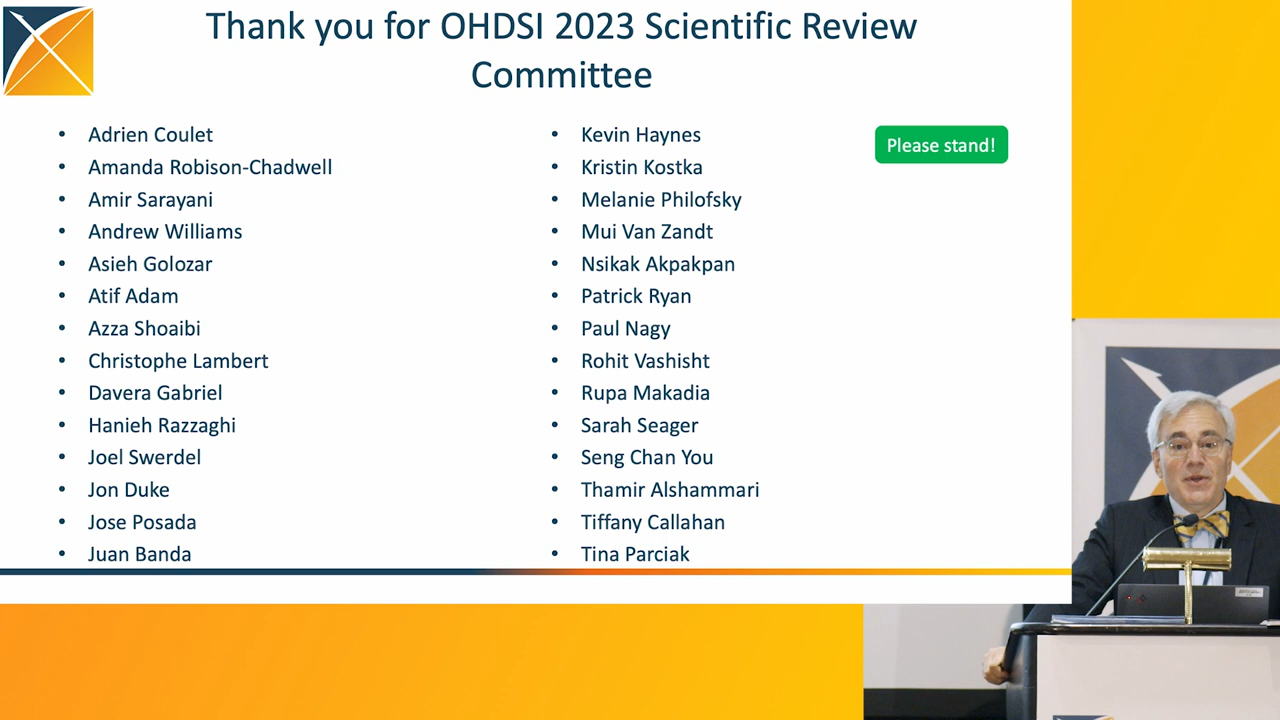 Thank you for OHDSI 2023 Scientific Review
Committee
Please stand!
• Adrien Coulet
• Amanda Robison-Chadwell
• Amir Sarayani
• Andrew Williams
• Asieh Golozar
• Atif Adam
• Azza Shoaibi
• Christophe Lambert
• Davera Gabriel
• Hanieh Razzaghi
• Joel Swerdel
• Jon Duke
• Jose Posada
• Juan Banda
• Kevin Haynes
• Kristin Kostka
• Melanie Philofsky
• Mui Van Zandt
• Nsikak Akpakpan
• Patrick Ryan
• Paul Nagy
• Rohit Vashisht
• Rupa Makadia
• Sarah Seager
• Seng Chan You
• Thamir Alshammari
• Tiffany Callahan
• Tina Parciak